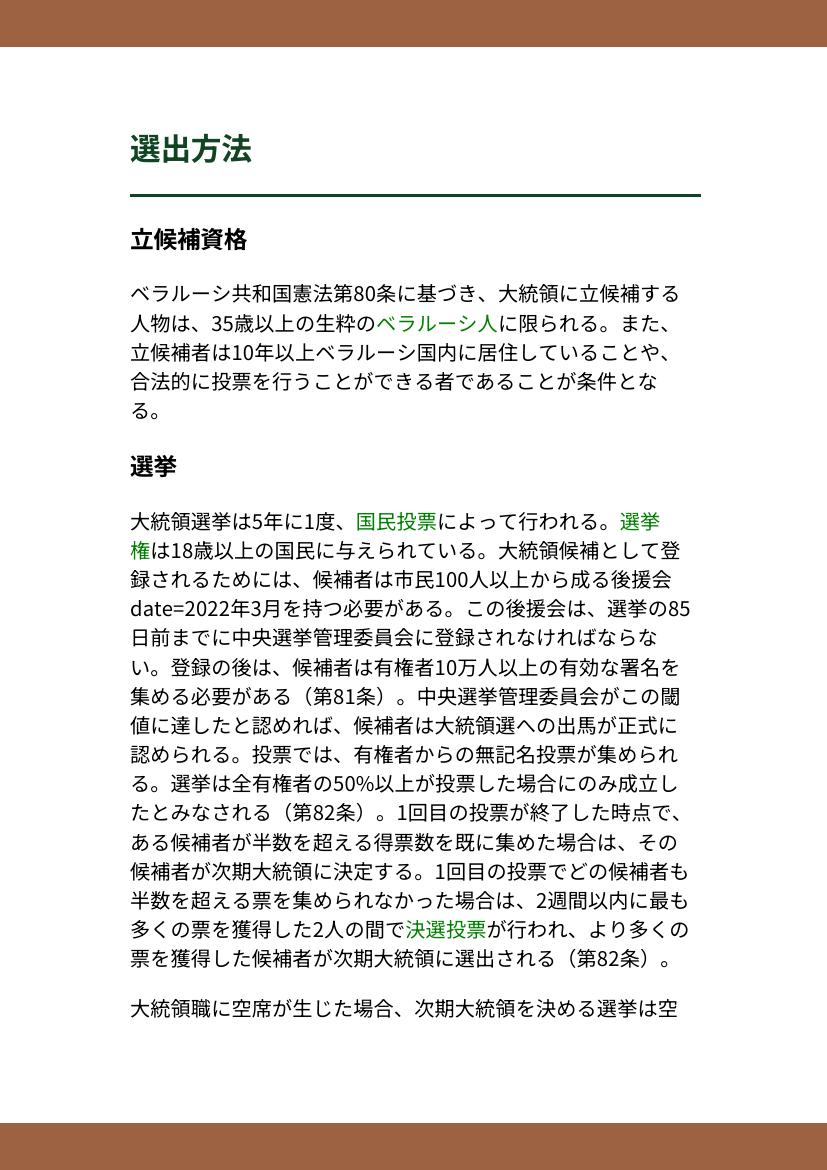 選出方法
立候補資格
ベラルーシ共和国憲法第80条に基づき、大統領に立候補する
人物は、35歳以上の生粋のベラルーシ人に限られる。また、
立候補者は10年以上ベラルーシ国内に居住していることや、
合法的に投票を行うことができる者であることが条件とな
る。
選挙
大統領選挙は5年に1度、国民投票によって行われる。選挙
権は18歳以上の国民に与えられている。大統領候補として登
録されるためには、候補者は市民100人以上から成る後援会
date=2022年3月を持つ必要がある。この後援会は、選挙の85
日前までに中央選挙管理委員会に登録されなければならな
い。登録の後は、候補者は有権者10万人以上の有効な署名を
集める必要がある（第81条）。中央選挙管理委員会がこの閾
値に達したと認めれば、候補者は大統領選への出馬が正式に
認められる。投票では、有権者からの無記名投票が集められ
る。選挙は全有権者の50%以上が投票した場合にのみ成立し
たとみなされる（第82条）。1回目の投票が終了した時点で、
ある候補者が半数を超える得票数を既に集めた場合は、その
候補者が次期大統領に決定する。1回目の投票でどの候補者も
半数を超える票を集められなかった場合は、2週間以内に最も
多くの票を獲得した2人の間で決選投票が行われ、より多くの
票を獲得した候補者が次期大統領に選出される（第82条）。
大統領職に空席が生じた場合、次期大統領を決める選挙は空